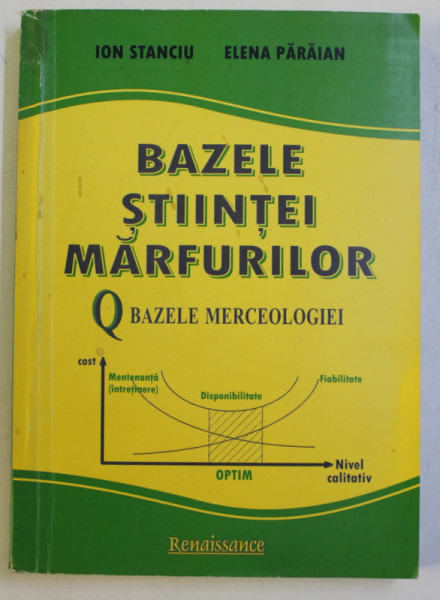 ION STANCIU ELENA PĂRĂIAN
BAZELE
ȘTIINȚEI
MĂRFURILOR
Q BAZELE MERCEOLOGIEI
cost
Mentenanță
(întreținere)
Disponibilitate
Fiabilitate
OPTIM
Nivel
calitativ
Renaissance